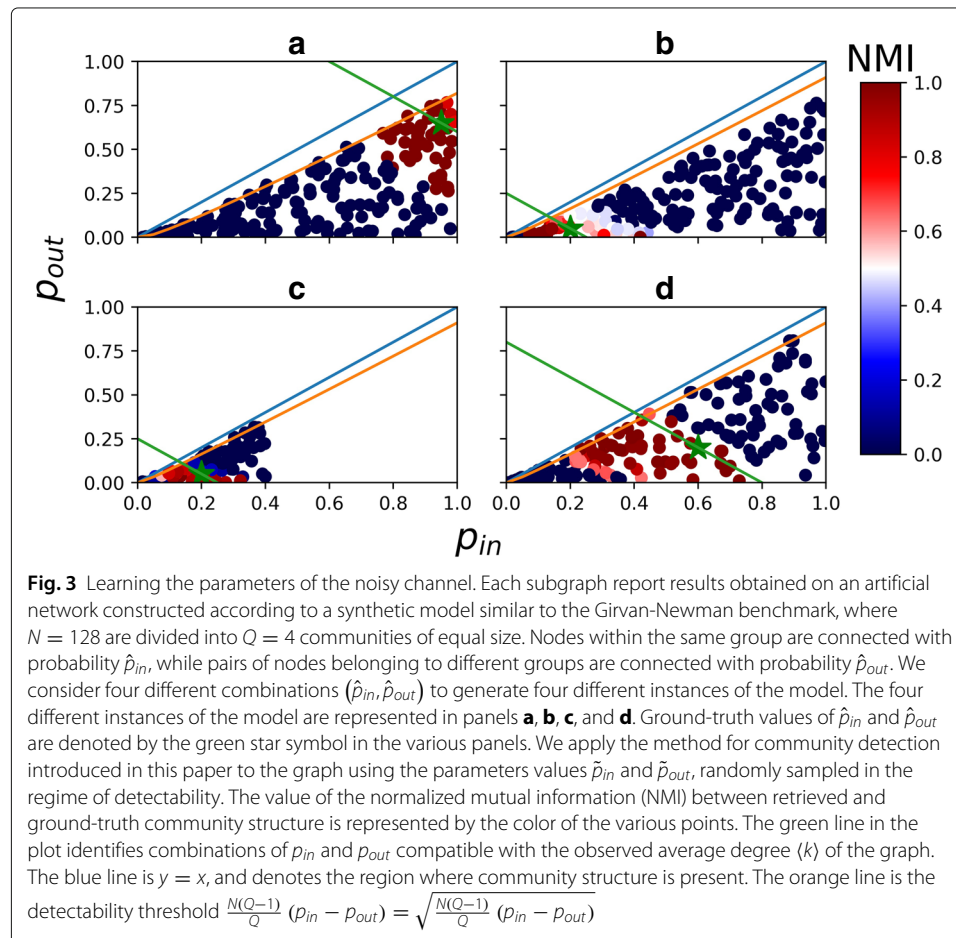 a
b
NMI
1.00
0.75
0.50
0.25
0.00
1.0
0.8
0.6
0.4
0.2
0.0
p_out
c
d
1.00
0.75
0.50
0.25
0.00
0.0 0.2 0.4 0.6 0.8 1.0
0.0 0.2 0.4 0.6 0.8 1.0
p_in
Fig. 3 Learning the parameters of the noisy channel. Each subgraph report results obtained on an artificial
network constructed according to a synthetic model similar to the Girvan-Newman benchmark, where
N = 128 are divided into Q = 4 communities of equal size. Nodes within the same group are connected with
probability p̂_in, while pairs of nodes belonging to different groups are connected with probability p̂_out. We
consider four different combinations (p̂_in, p̂_out) to generate four different instances of the model. The four
different instances of the model are represented in panels a, b, c, and d. Ground-truth values of p̂_in and p̂_out
are denoted by the green star symbol in the various panels. We apply the method for community detection
introduced in this paper to the graph using the parameters values p̃_in and p̃_out, randomly sampled in the
regime of detectability. The value of the normalized mutual information (NMI) between retrieved and
ground-truth community structure is represented by the color of the various points. The green line in the
plot identifies combinations of p_in and p_out compatible with the observed average degree ⟨k⟩ of the graph.
The blue line is y = x, and denotes the region where community structure is present. The orange line is the
detectability threshold N(Q−1)/Q (p_in − p_out) = √(N(Q−1)/Q (p_in − p_out))